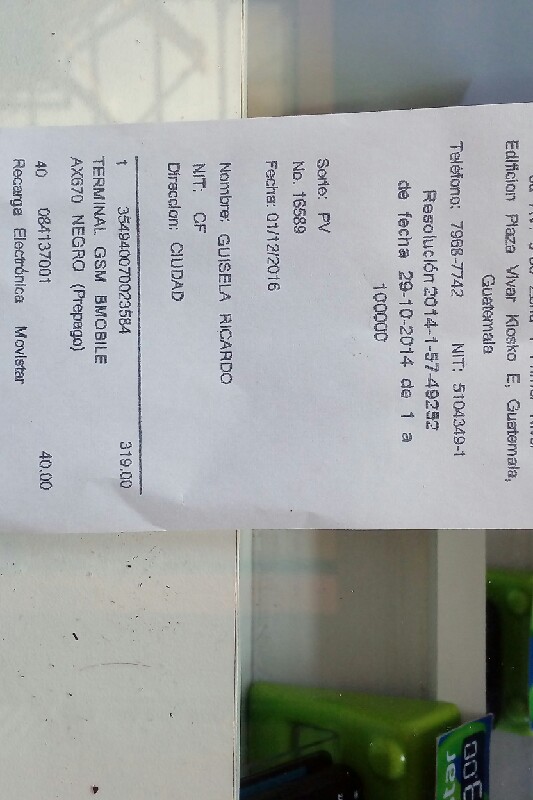 Edificion Plaza Vivar Kiosko E, Guatemala,
Guatemala
Teléfono: 7968-7742 NIT: 5104349-1
Resolución 2014-1-57-49252
de fecha 29-10-2014 de 1 a
100000
Serie: PV
No. 16589
Fecha: 01/12/2016
Nombre: GUISELA RICARDO
NIT: CF
Direccion: CIUDAD
1 354940070023584 319.00
TERMINAL GSM BMOBILE
AX670 NEGRO (Prepago)
40 084137001 40.00
Recarga Electrónica Movistar